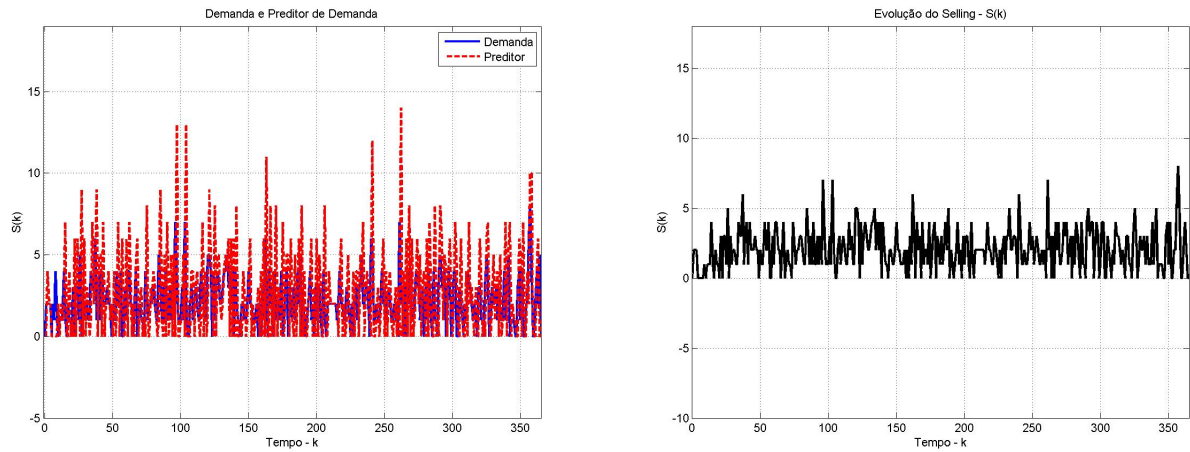 Demanda e Preditor de Demanda
Demanda
Preditor
15
10
5
0
-5
S(k)
0 50 100 150 200 250 300 350
Tempo - k
Evolução do Selling - S(k)
15
10
5
0
-5
-10
S(k)
0 50 100 150 200 250 300 350
Tempo - k